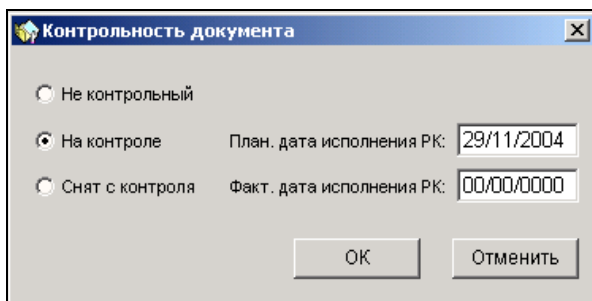 Контрольность документа
Не контрольный
На контроле План. дата исполнения РК: 29/11/2004
Снят с контроля Факт. дата исполнения РК: 00/00/0000
ОК Отменить